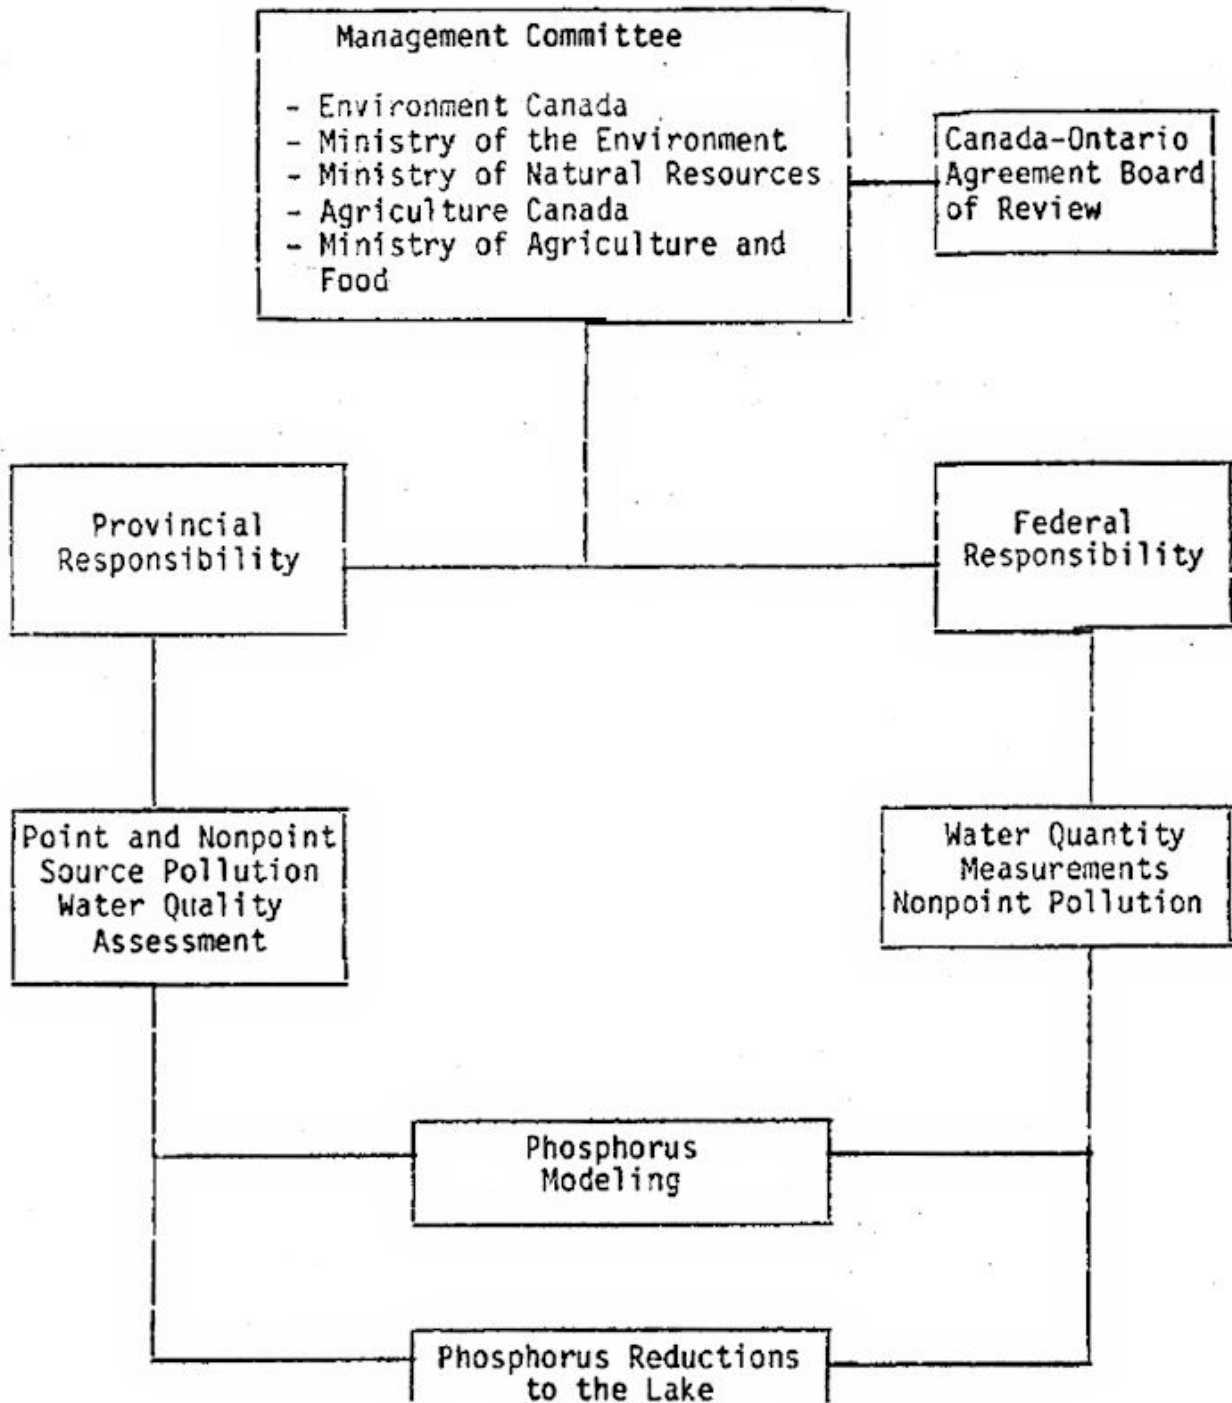 Management Committee
- Environment Canada
- Ministry of the Environment
- Ministry of Natural Resources
- Agriculture Canada
- Ministry of Agriculture and
Food
Canada-Ontario
Agreement Board
of Review
Provincial
Responsibility
Federal
Responsibility
Point and Nonpoint
Source Pollution
Water Quality
Assessment
Water Quantity
Measurements
Nonpoint Pollution
Phosphorus
Modeling
Phosphorus Reductions
to the Lake